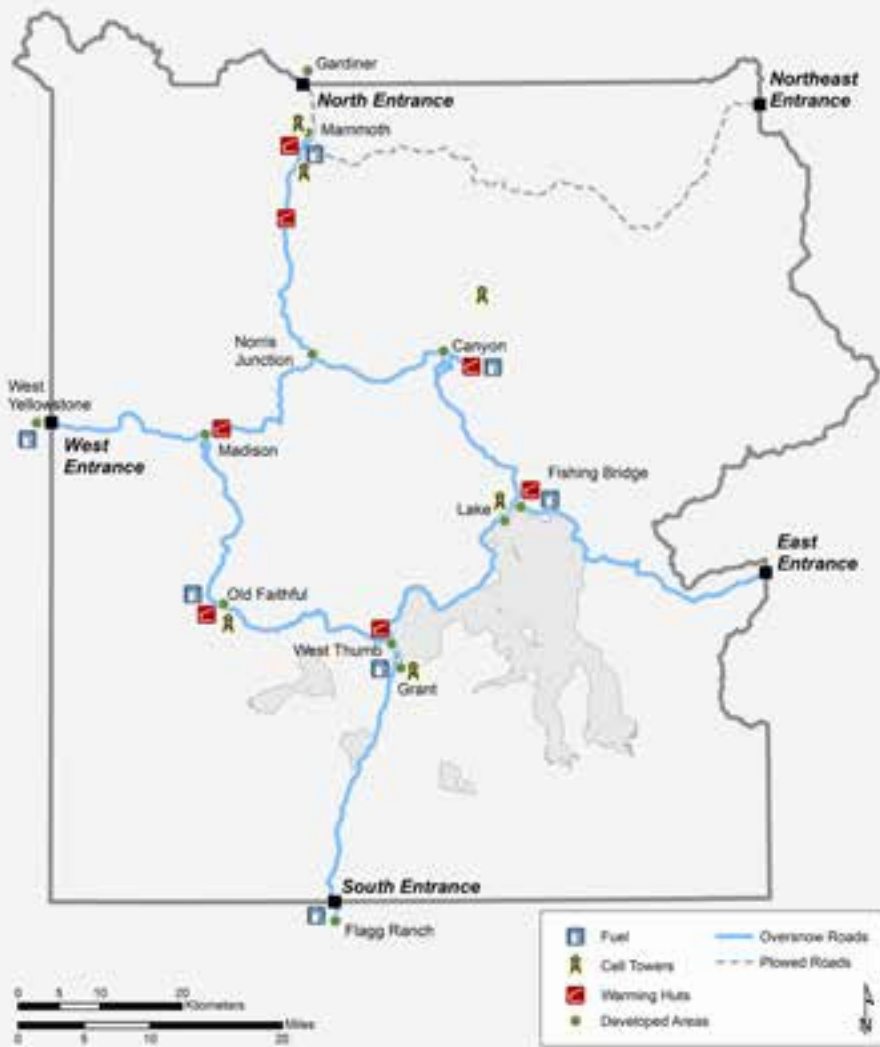 Gardiner
North Entrance
Northeast
Entrance
Mammoth
Norris
Junction
Canyon
West
Yellowstone
West
Entrance
Madison
Fishing Bridge
Lake
East
Entrance
Old Faithful
West Thumb
Grant
South Entrance
Flagg Ranch
Fuel
Oversnow Roads
Cell Towers
Plowed Roads
Warming Huts
Developed Areas
N
0 5 10 20
Kilometers
Miles
0 5 10 20